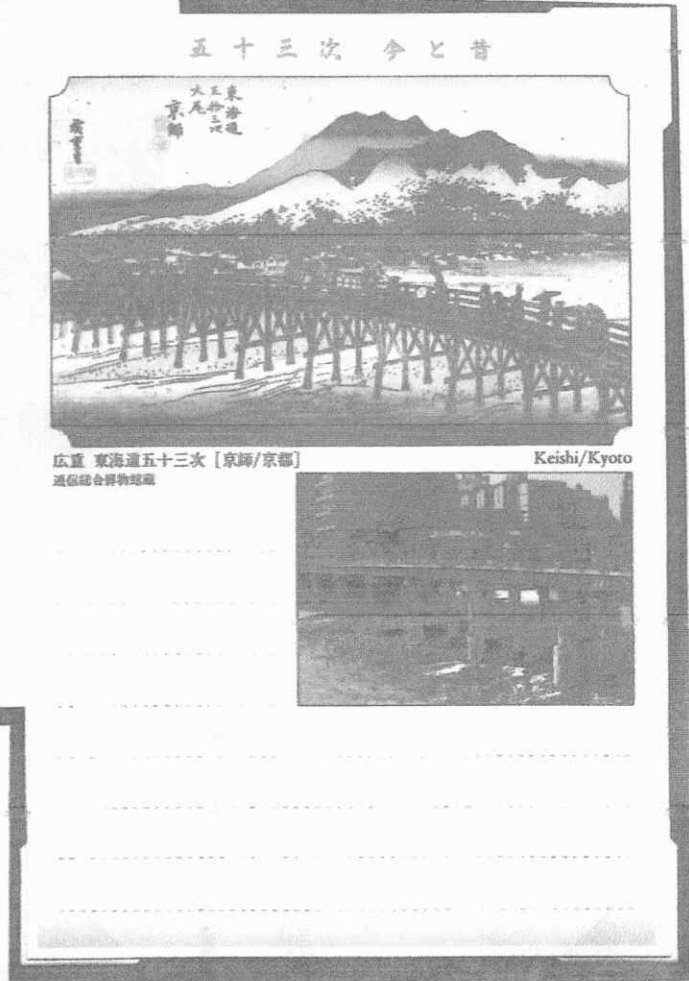 五十三次 今と昔
東海道
五拾三次
大尾
京師
広重 東海道五十三次 [京師/京都]
通信総合博物館蔵
Keishi/Kyoto